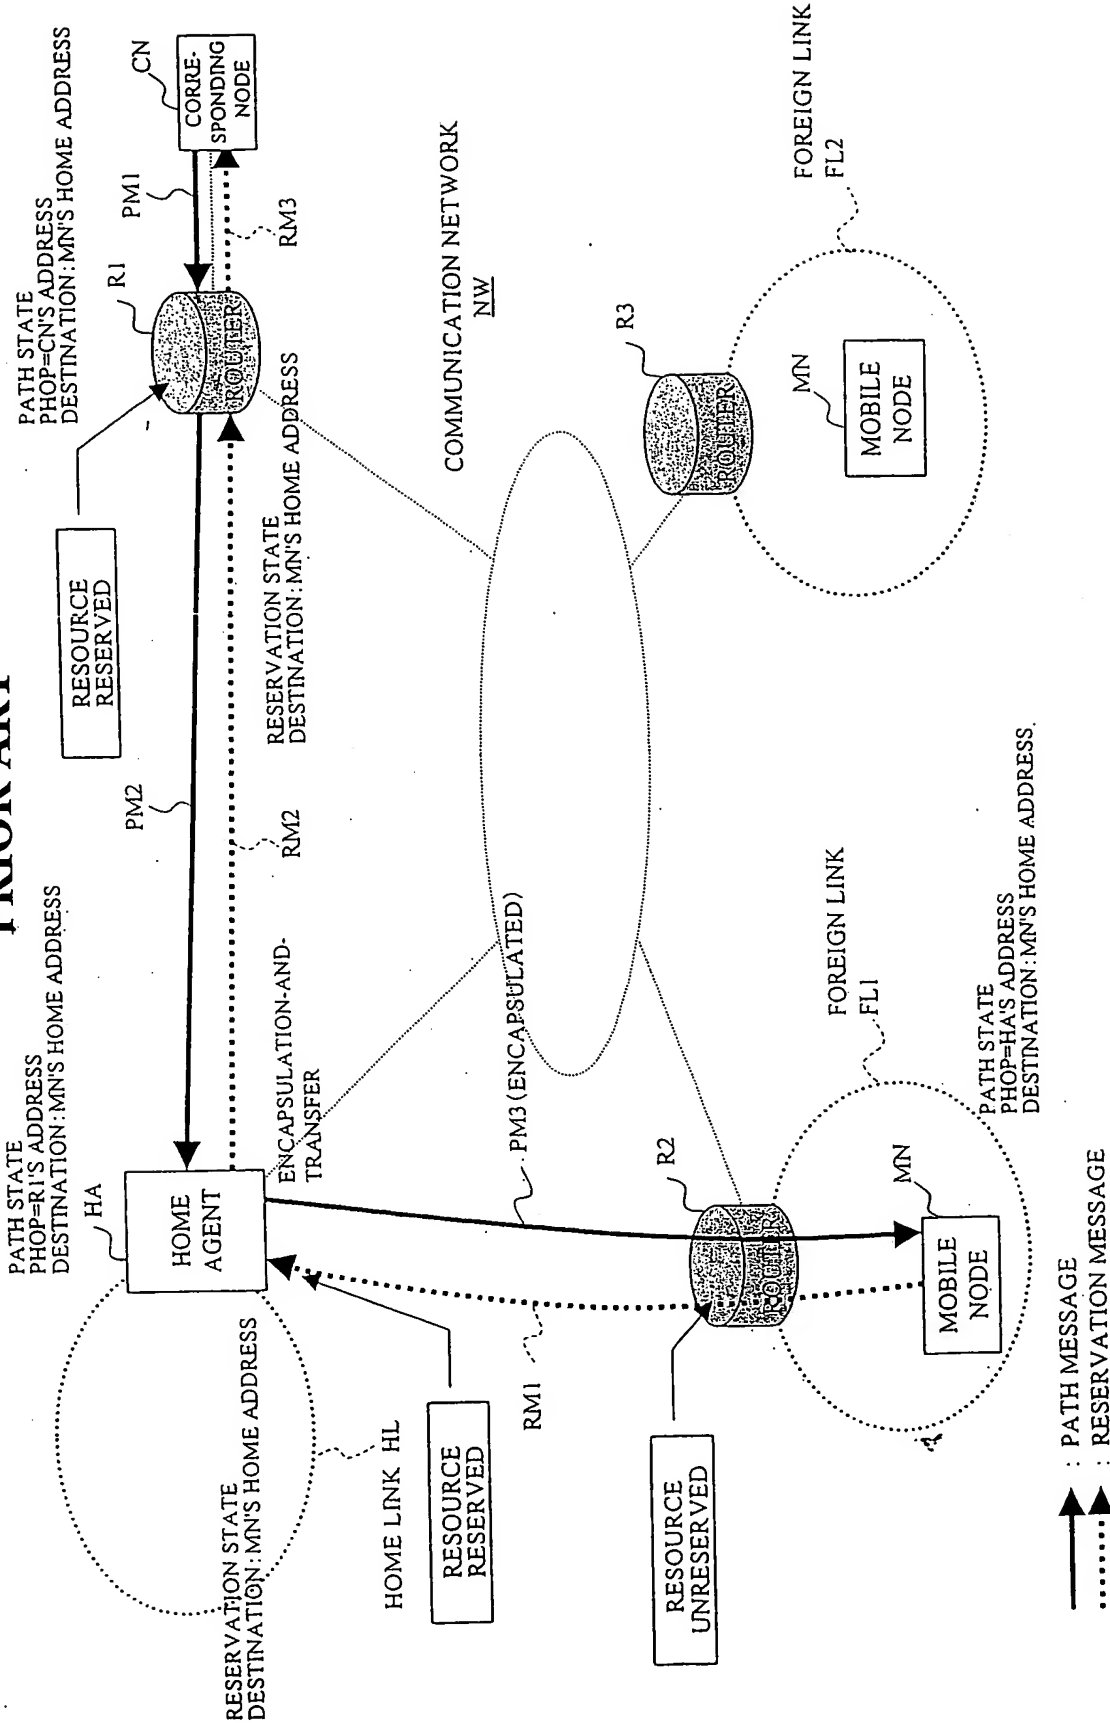 PRIOR ART
PATH STATE
PHOP=R1'S ADDRESS
DESTINATION:MN'S HOME ADDRESS
HA
HOME
AGENT
PATH STATE
PHOP=CN'S ADDRESS
DESTINATION:MN'S HOME ADDRESS
R1
ROUTER
CN
CORRE-
SPONDING
NODE
PM1
RM3
RESOURCE
RESERVED
PM2
RM2
RESERVATION STATE
DESTINATION:MN'S HOME ADDRESS
ENCAPSULATION-AND-
TRANSFER
RESERVATION STATE
DESTINATION:MN'S HOME ADDRESS
HOME LINK HL
RESOURCE
RESERVED
RM1
PM3 (ENCAPSULATED)
COMMUNICATION NETWORK
NW
RESOURCE
UNRESERVED
R2
ROUTER
MN
MOBILE
NODE
FOREIGN LINK
FL1
PATH STATE
PHOP=HA'S ADDRESS
DESTINATION:MN'S HOME ADDRESS.
R3
ROUTER
MN
MOBILE
NODE
FOREIGN LINK
FL2
: PATH MESSAGE
: RESERVATION MESSAGE